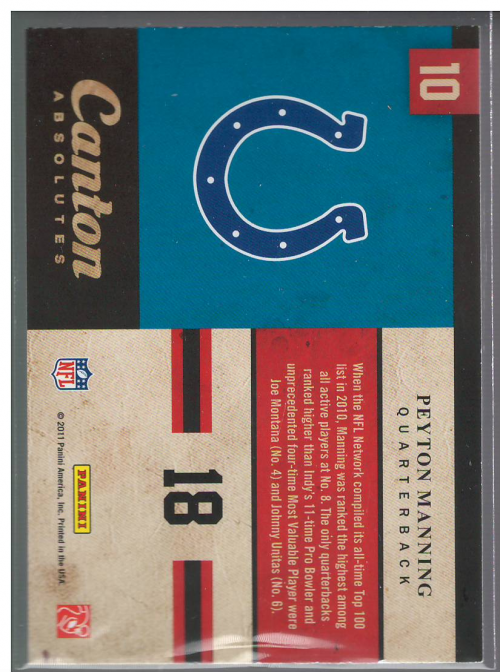 10
PEYTON MANNING
QUARTERBACK
When the NFL Network compiled its all-time Top 100
list in 2010, Manning was ranked the highest among
all active players at No. 8. The only quarterbacks
ranked higher than Indy's 11-time Pro Bowler and
unprecedented four-time Most Valuable Player were
Joe Montana (No. 4) and Johnny Unitas (No. 6).
18
Canton
ABSOLUTES
NFL
© 2011 Panini America, Inc. Printed in the USA.
PANINI